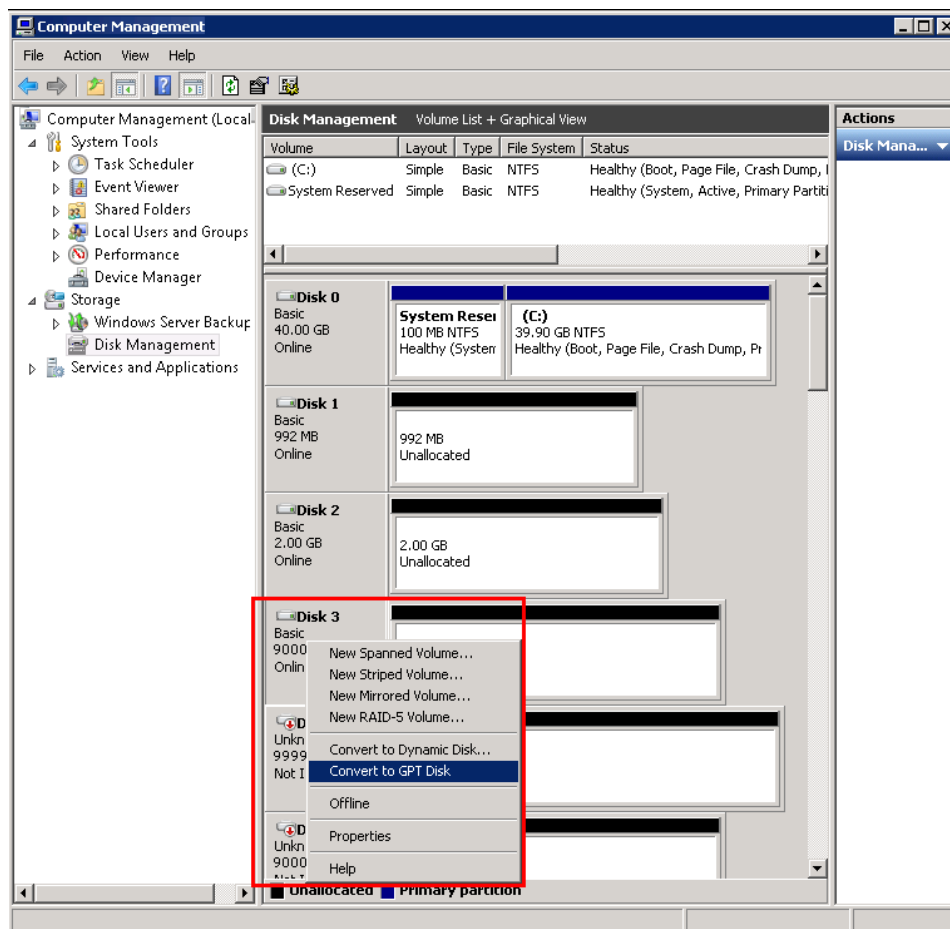 Computer Management
File Action View Help
Computer Management (Local
System Tools
Task Scheduler
Event Viewer
Shared Folders
Local Users and Groups
Performance
Device Manager
Storage
Windows Server Backup
Disk Management
Services and Applications
Disk Management Volume List + Graphical View
Volume Layout Type File System Status
(C:) Simple Basic NTFS Healthy (Boot, Page File, Crash Dump,
System Reserved Simple Basic NTFS Healthy (System, Active, Primary Partiti
Disk 0
Basic
40.00 GB
Online
System Reser
100 MB NTFS
Healthy (System
(C:)
39.90 GB NTFS
Healthy (Boot, Page File, Crash Dump, Pr
Disk 1
Basic
992 MB
Online
992 MB
Unallocated
Disk 2
Basic
2.00 GB
Online
2.00 GB
Unallocated
Disk 3
Basic
9000
Onlin
New Spanned Volume...
New Striped Volume...
New Mirrored Volume...
New RAID-5 Volume...
Convert to Dynamic Disk...
Convert to GPT Disk
Offline
Properties
Help
D
Unkn
9999
Not I
D
Unkn
9000
Unallocated Primary partition
Actions
Disk Mana...